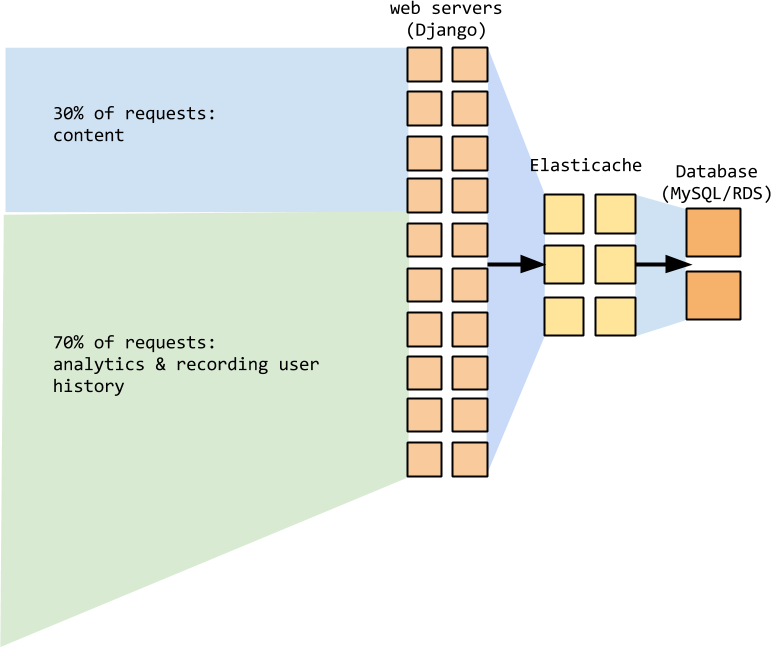 web servers
(Django)
30% of requests:
content
Elasticache
Database
(MySQL/RDS)
70% of requests:
analytics & recording user
history